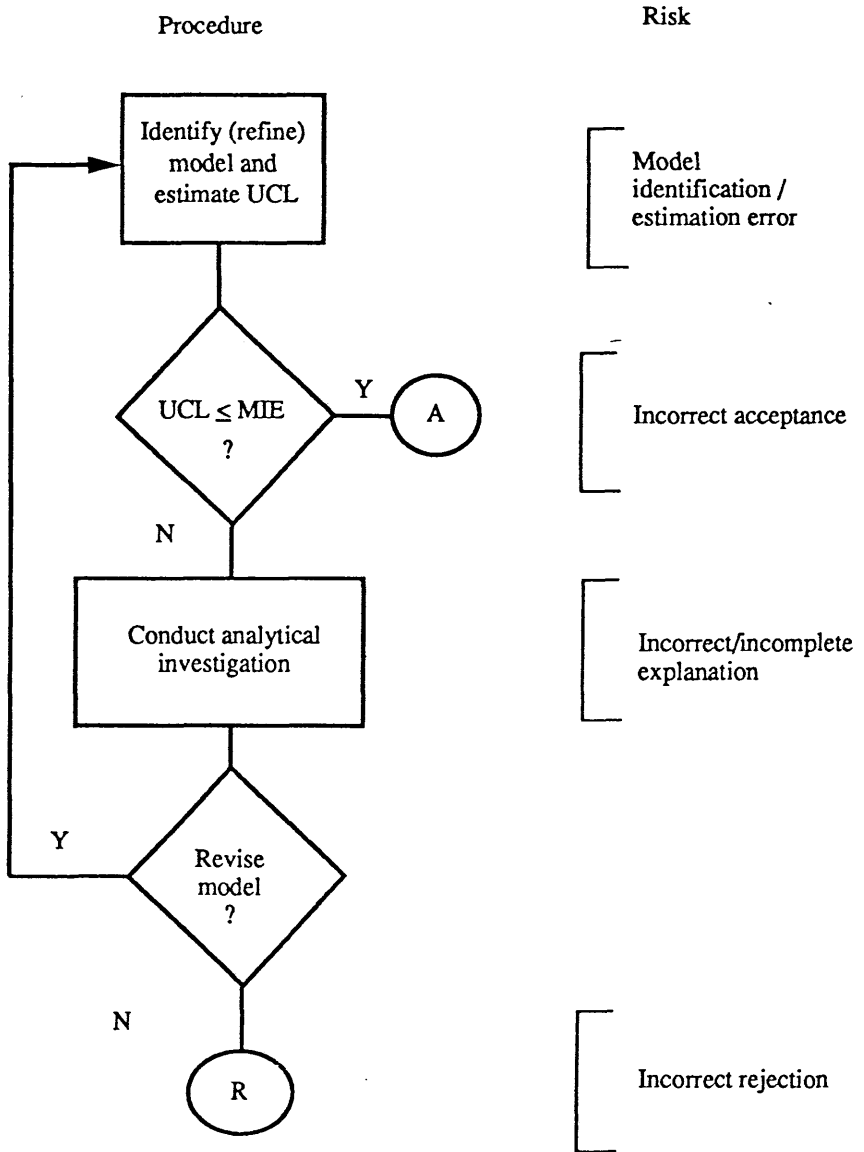 Procedure
Risk
Identify (refine)
model and
estimate UCL
Model
identification /
estimation error
UCL ≤ MIE
?
Y
A
Incorrect acceptance
N
Conduct analytical
investigation
Incorrect/incomplete
explanation
Y
Revise
model
?
N
R
Incorrect rejection